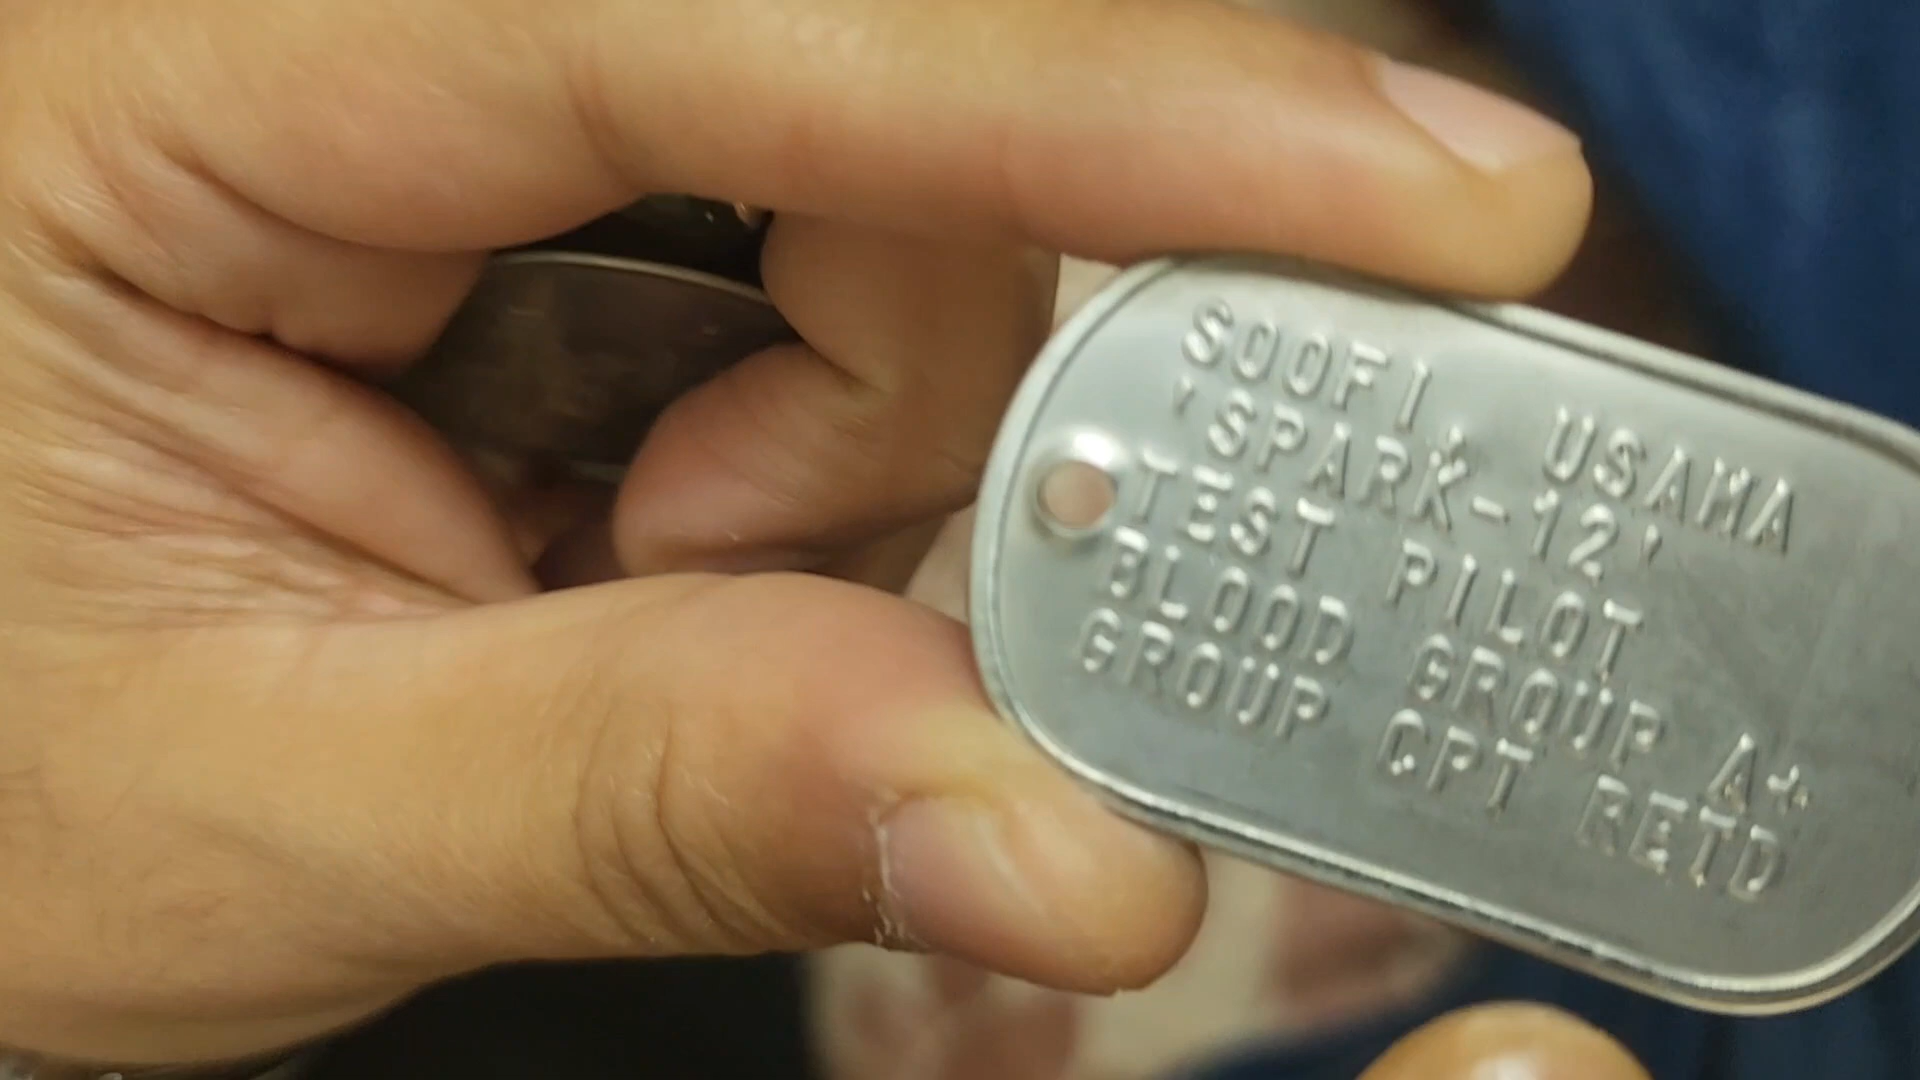 SOOFI, USAMA
'SPARK-12'
TEST PILOT
BLOOD GROUP A+
GROUP CPT RETD